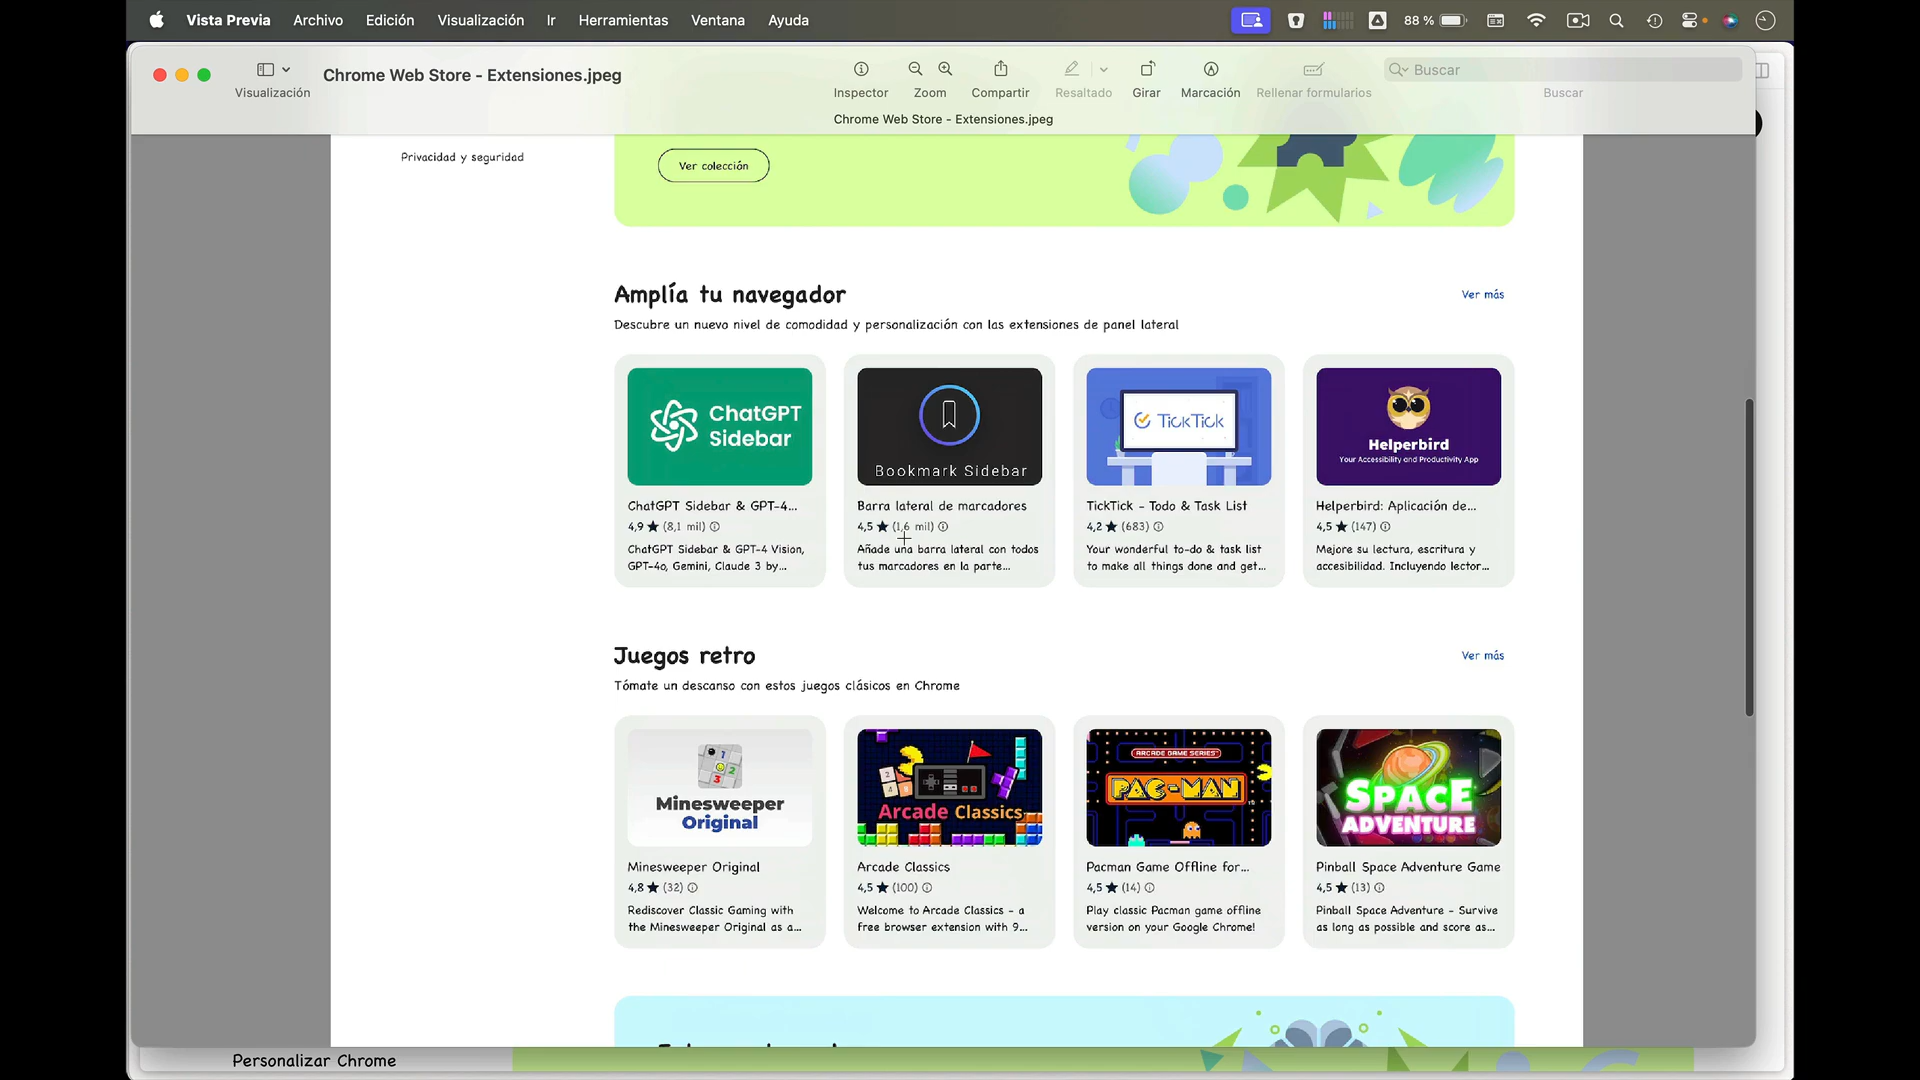 Vista Previa Archivo Edición Visualización Ir Herramientas Ventana Ayuda 88 %
Chrome Web Store - Extensiones.jpeg
Buscar
Visualización Inspector Zoom Compartir Resaltado Girar Marcación Rellenar formularios Buscar
Chrome Web Store - Extensiones.jpeg
Privacidad y seguridad
Ver colección
Amplía tu navegador
Ver más
Descubre un nuevo nivel de comodidad y personalización con las extensiones de panel lateral
ChatGPT
Sidebar
ChatGPT Sidebar & GPT-4...
4,9 ★ (8,1 mil)
ChatGPT Sidebar & GPT-4 Vision,
GPT-4o, Gemini, Claude 3 by...
Bookmark Sidebar
Barra lateral de marcadores
4,5 ★ (1,6 mil)
Añade una barra lateral con todos
tus marcadores en la parte...
TickTick
TickTick - Todo & Task List
4,2 ★ (683)
Your wonderful to-do & task list
to make all things done and get...
Helperbird
Your Accessibility and Productivity App
Helperbird: Aplicación de...
4,5 ★ (147)
Mejore su lectura, escritura y
accesibilidad. Incluyendo lector...
Juegos retro
Ver más
Tómate un descanso con estos juegos clásicos en Chrome
1
2
3
Minesweeper
Original
Minesweeper Original
4,8 ★ (32)
Rediscover Classic Gaming with
the Minesweeper Original as a...
2
4
8
Arcade Classics
Arcade Classics
4,5 ★ (100)
Welcome to Arcade Classics - a
free browser extension with 9...
ARCADE GAME SERIES
PAC-MAN
Pacman Game Offline for...
4,5 ★ (14)
Play classic Pacman game offline
version on your Google Chrome!
SPACE
ADVENTURE
Pinball Space Adventure Game
4,5 ★ (13)
Pinball Space Adventure - Survive
as long as possible and score as...
Personalizar Chrome